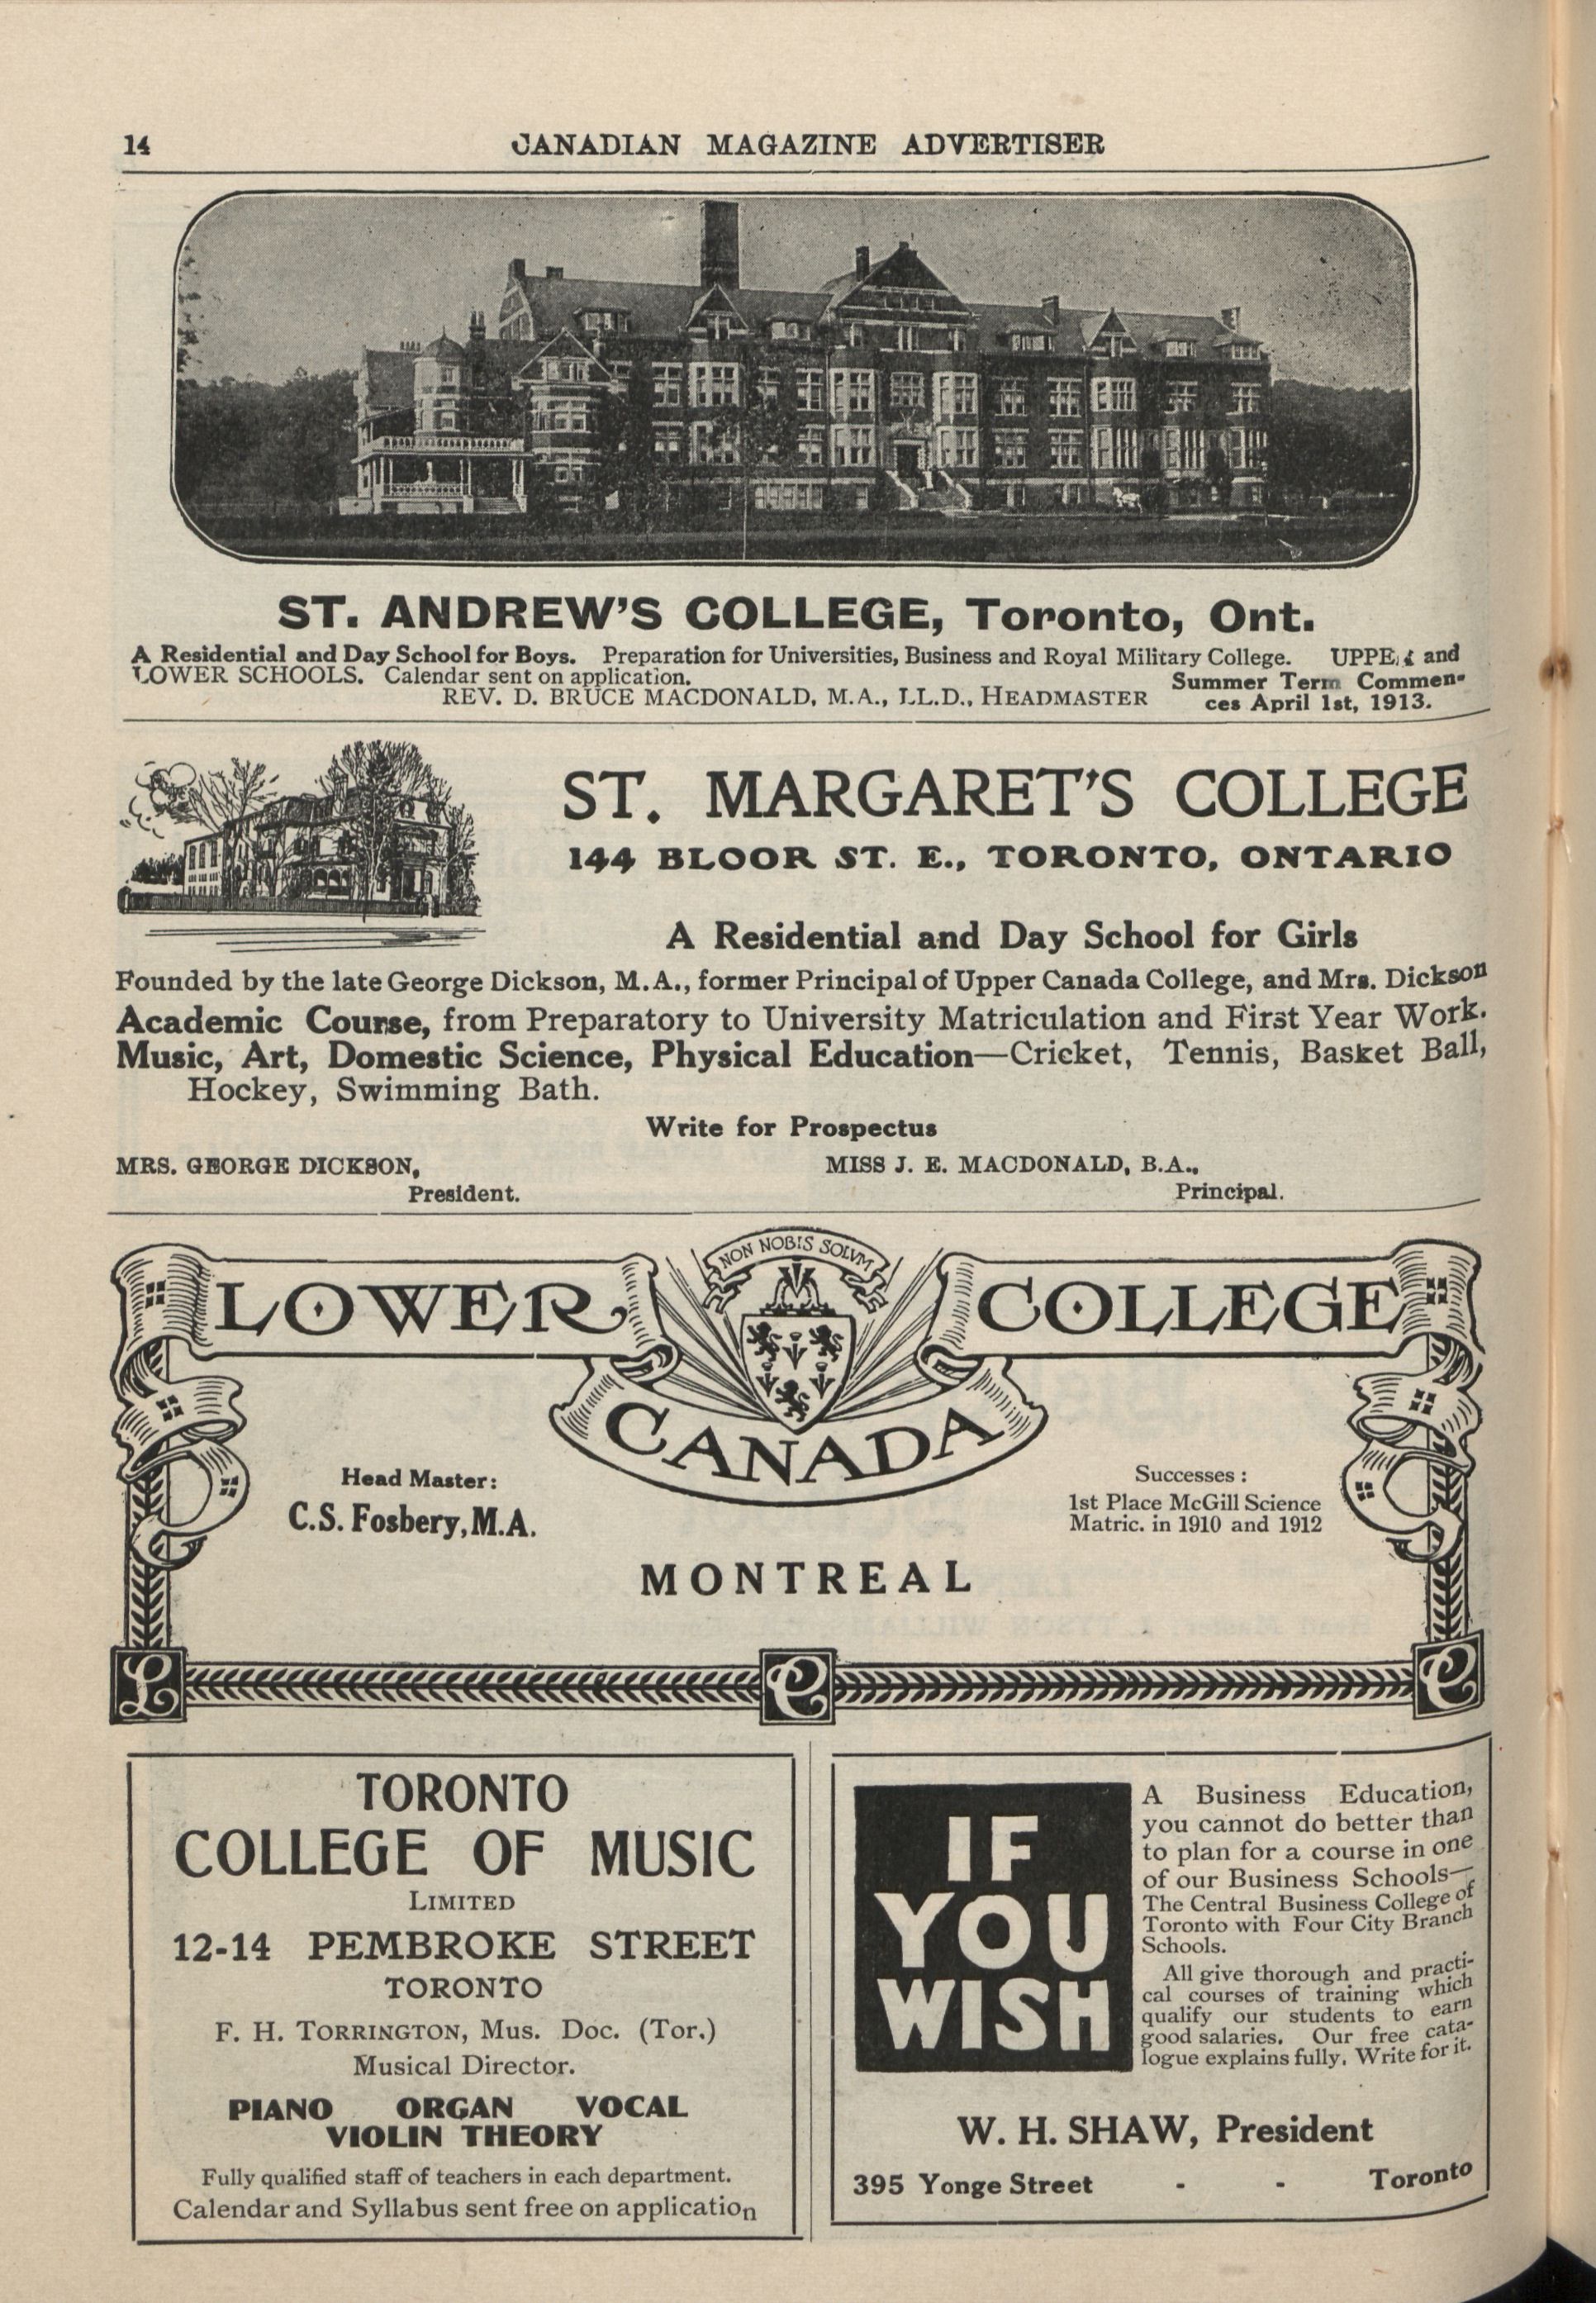 14
CANADIAN MAGAZINE ADVERTISER
ST. ANDREW'S COLLEGE, Toronto, Ont.
A Residential and Day School for Boys. Preparation for Universities, Business and Royal Military College. UPPER and
LOWER SCHOOLS. Calendar sent on application.
REV. D. BRUCE MACDONALD, M.A., LL.D., HEADMASTER
Summer Term Commen-
ces April 1st, 1913.
ST. MARGARET'S COLLEGE
144 BLOOR ST. E., TORONTO, ONTARIO
A Residential and Day School for Girls
Founded by the late George Dickson, M.A., former Principal of Upper Canada College, and Mrs. Dickson
Academic Course, from Preparatory to University Matriculation and First Year Work.
Music, Art, Domestic Science, Physical Education—Cricket, Tennis, Basket Ball,
Hockey, Swimming Bath.
Write for Prospectus
MRS. GEORGE DICKSON,
President.
MISS J. E. MACDONALD, B.A.,
Principal.
NON NOBIS SOLVM
LOWER
CANADA
COLLEGE
Head Master:
C.S. Fosbery, M.A.
Successes :
1st Place McGill Science
Matric. in 1910 and 1912
MONTREAL
L C C
TORONTO
COLLEGE OF MUSIC
LIMITED
12-14 PEMBROKE STREET
TORONTO
F. H. TORRINGTON, Mus. Doc. (Tor.)
Musical Director.
PIANO ORGAN VOCAL
VIOLIN THEORY
Fully qualified staff of teachers in each department.
Calendar and Syllabus sent free on application
IF
YOU
WISH
A Business Education,
you cannot do better than
to plan for a course in one
of our Business Schools—
The Central Business College of
Toronto with Four City Branch
Schools.
All give thorough and practi-
cal courses of training which
qualify our students to earn
good salaries. Our free cata-
logue explains fully. Write for it.
W. H. SHAW, President
395 Yonge Street - - Toronto